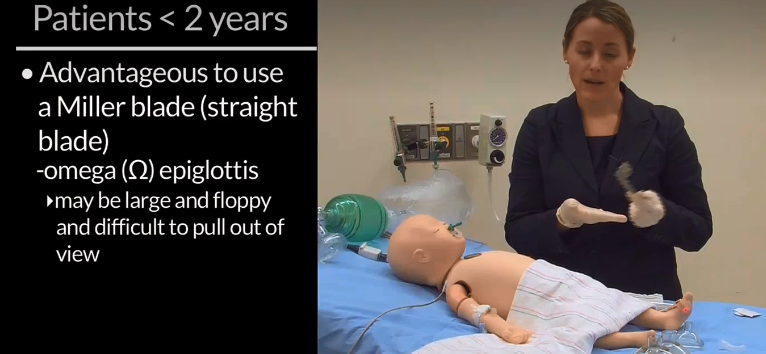 Patients < 2 years
• Advantageous to use
a Miller blade (straight
blade)
-omega (Ω) epiglottis
‣may be large and floppy
and difficult to pull out of
view